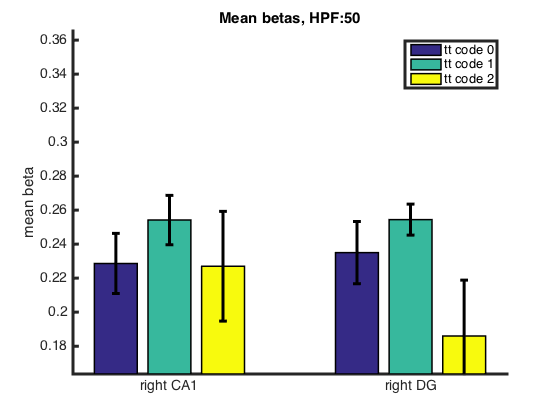 Mean betas, HPF:50
tt code 0
tt code 1
tt code 2
mean beta
0.36
0.34
0.32
0.3
0.28
0.26
0.24
0.22
0.2
0.18
right CA1
right DG